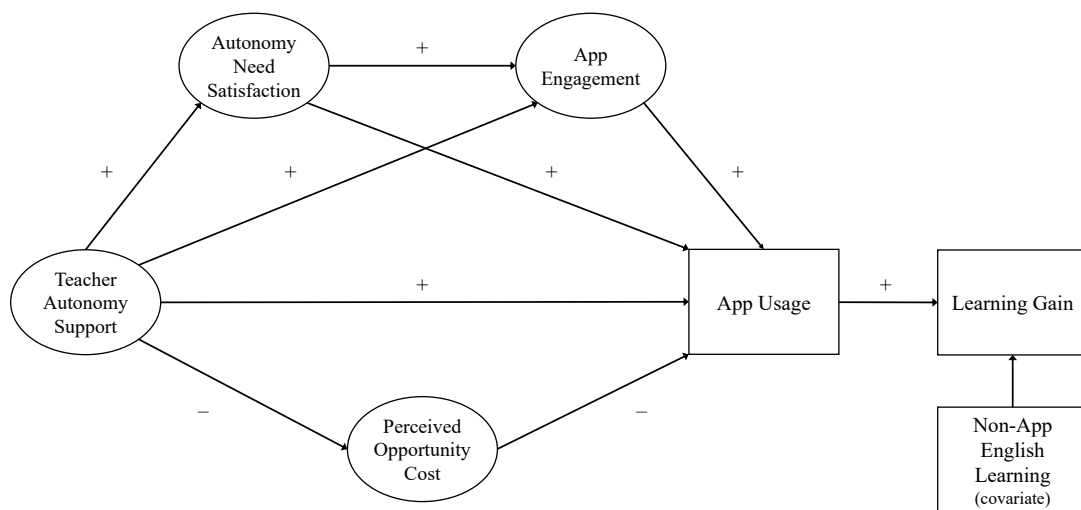 Autonomy
Need
Satisfaction
+
App
Engagement
+
+
+
+
Teacher
Autonomy
Support
+
App Usage
+
Learning Gain
−
−
Perceived
Opportunity
Cost
Non-App
English
Learning
(covariate)